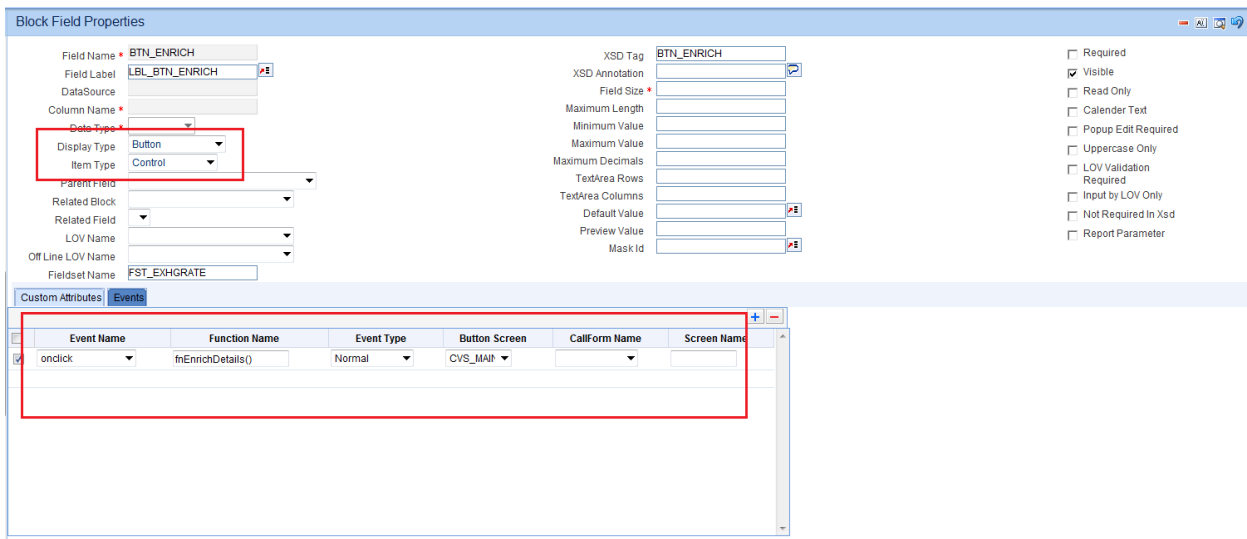 Block Field Properties
Field Name * BTN_ENRICH
Field Label LBL_BTN_ENRICH
DataSource
Column Name *
Data Type *
Display Type Button
Item Type Control
Parent Field
Related Block
Related Field
LOV Name
Off Line LOV Name
Fieldset Name FST_EXHGRATE
XSD Tag BTN_ENRICH
XSD Annotation
Field Size *
Maximum Length
Minimum Value
Maximum Value
Maximum Decimals
TextArea Rows
TextArea Columns
Default Value
Preview Value
Mask Id
Required
Visible
Read Only
Calender Text
Popup Edit Required
Uppercase Only
LOV Validation
Required
Input by LOV Only
Not Required In Xsd
Report Parameter
Custom Attributes Events
Event Name Function Name Event Type Button Screen CallForm Name Screen Name
onclick fnEnrichDetails() Normal CVS_MAIN